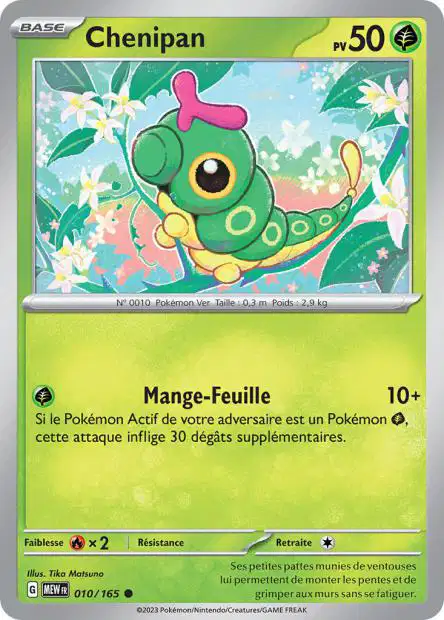 BASE
Chenipan
PV 50
N° 0010 Pokémon Ver Taille : 0,3 m Poids : 2,9 kg
Mange-Feuille 10+
Si le Pokémon Actif de votre adversaire est un Pokémon ,
cette attaque inflige 30 dégâts supplémentaires.
Faiblesse ×2 Résistance Retraite
Illus. Tika Matsuno
G MEW FR 010/165
Ses petites pattes munies de ventouses
lui permettent de monter les pentes et de
grimper aux murs sans se fatiguer.
©2023 Pokémon/Nintendo/Creatures/GAME FREAK